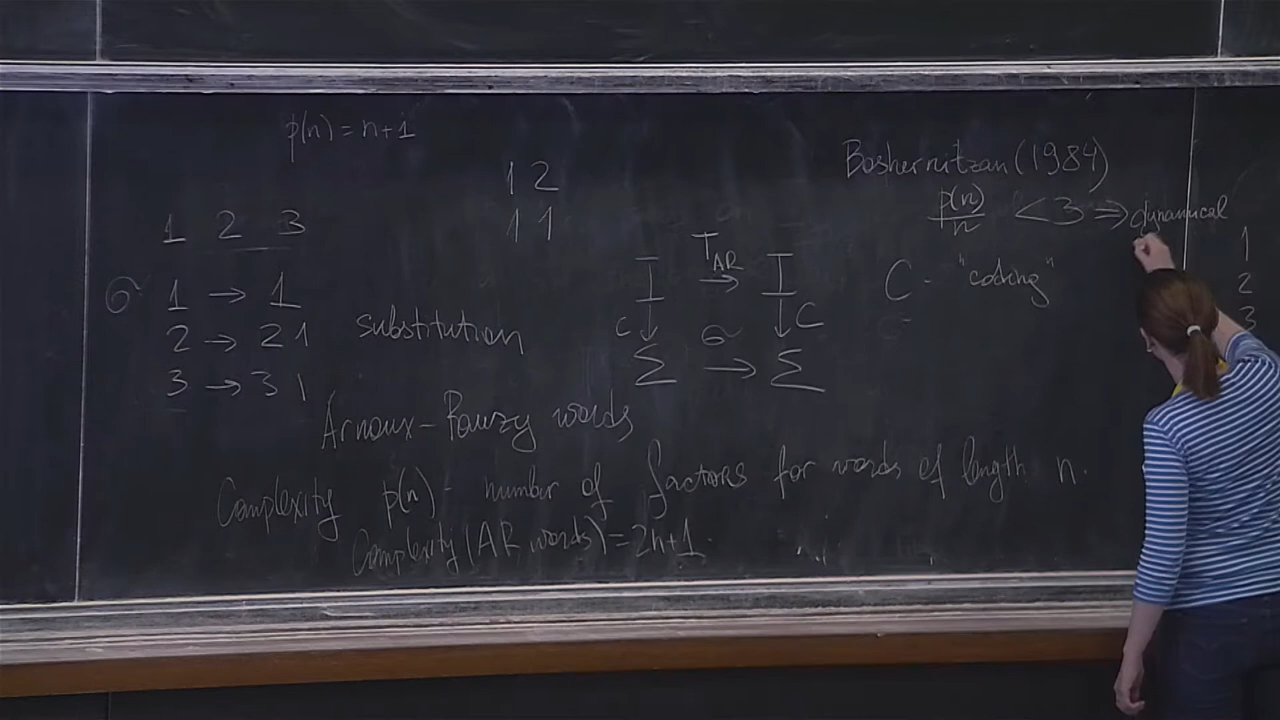 p(n) = n+1
1 2
1 1
1 2 3
σ 1 → 1
2 → 21
3 → 31
substitution
I T_AR → I
C ↓ ↓ C
Σ σ → Σ
Boshernitzan (1984)
p(n)/n < 3 ⇒ dynamical
C - "coding"
1
2
3
Arnoux - Rauzy words
Complexity p(n) - number of factors for words of length n.
Complexity (AR words) = 2n+1.